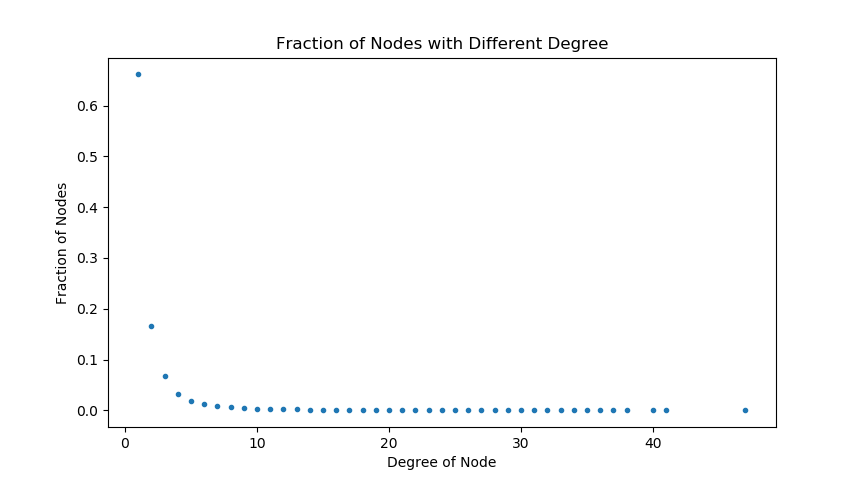 Fraction of Nodes with Different Degree
0.6
0.5
0.4
0.3
0.2
0.1
0.0
Fraction of Nodes
0 10 20 30 40
Degree of Node